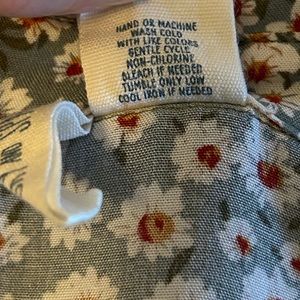 HAND OR MACHINE
WASH COLD
WITH LIKE COLORS
GENTLE CYCLE
NON-CHLORINE
BLEACH IF NEEDED
TUMBLE ONLY LOW
COOL IRON IF NEEDED